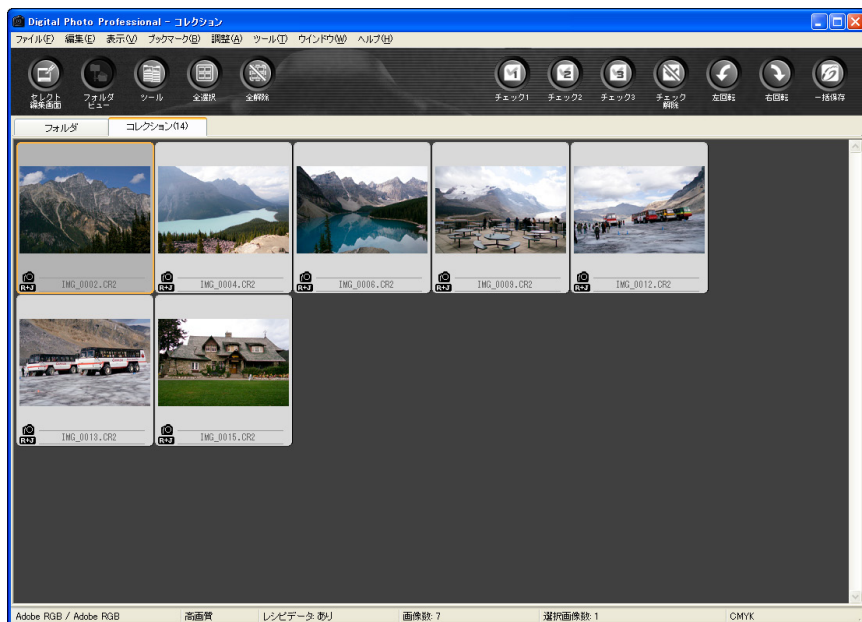 Digital Photo Professional - コレクション
ファイル(F) 編集(E) 表示(V) ブックマーク(B) 調整(A) ツール(T) ウインドウ(W) ヘルプ(H)
セレクト編集画面 フォルダビュー ツール 全選択 全解除 チェック1 チェック2 チェック3 チェック解除 左回転 右回転 一括保存
フォルダ コレクション(14)
R+J IMG_0002.CR2 R+J IMG_0004.CR2 R+J IMG_0006.CR2 R+J IMG_0009.CR2 R+J IMG_0012.CR2
R+J IMG_0013.CR2 R+J IMG_0015.CR2
Adobe RGB / Adobe RGB 高画質 レシピデータ: あり 画像数: 7 選択画像数: 1 CMYK